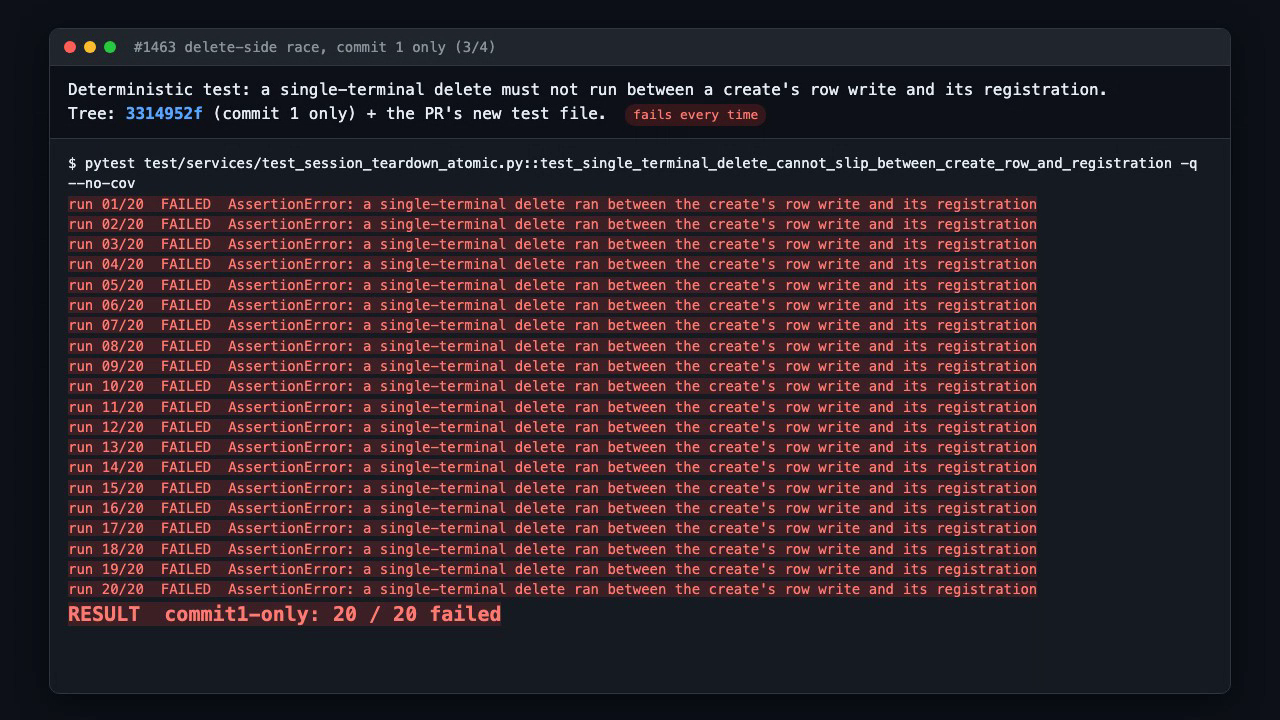 #1463 delete-side race, commit 1 only (3/4)
Deterministic test: a single-terminal delete must not run between a create's row write and its registration.
Tree: 3314952f (commit 1 only) + the PR's new test file. fails every time
$ pytest test/services/test_session_teardown_atomic.py::test_single_terminal_delete_cannot_slip_between_create_row_and_registration -q
--no-cov
run 01/20  FAILED  AssertionError: a single-terminal delete ran between the create's row write and its registration
run 02/20  FAILED  AssertionError: a single-terminal delete ran between the create's row write and its registration
run 03/20  FAILED  AssertionError: a single-terminal delete ran between the create's row write and its registration
run 04/20  FAILED  AssertionError: a single-terminal delete ran between the create's row write and its registration
run 05/20  FAILED  AssertionError: a single-terminal delete ran between the create's row write and its registration
run 06/20  FAILED  AssertionError: a single-terminal delete ran between the create's row write and its registration
run 07/20  FAILED  AssertionError: a single-terminal delete ran between the create's row write and its registration
run 08/20  FAILED  AssertionError: a single-terminal delete ran between the create's row write and its registration
run 09/20  FAILED  AssertionError: a single-terminal delete ran between the create's row write and its registration
run 10/20  FAILED  AssertionError: a single-terminal delete ran between the create's row write and its registration
run 11/20  FAILED  AssertionError: a single-terminal delete ran between the create's row write and its registration
run 12/20  FAILED  AssertionError: a single-terminal delete ran between the create's row write and its registration
run 13/20  FAILED  AssertionError: a single-terminal delete ran between the create's row write and its registration
run 14/20  FAILED  AssertionError: a single-terminal delete ran between the create's row write and its registration
run 15/20  FAILED  AssertionError: a single-terminal delete ran between the create's row write and its registration
run 16/20  FAILED  AssertionError: a single-terminal delete ran between the create's row write and its registration
run 17/20  FAILED  AssertionError: a single-terminal delete ran between the create's row write and its registration
run 18/20  FAILED  AssertionError: a single-terminal delete ran between the create's row write and its registration
run 19/20  FAILED  AssertionError: a single-terminal delete ran between the create's row write and its registration
run 20/20  FAILED  AssertionError: a single-terminal delete ran between the create's row write and its registration
RESULT  commit1-only: 20 / 20 failed